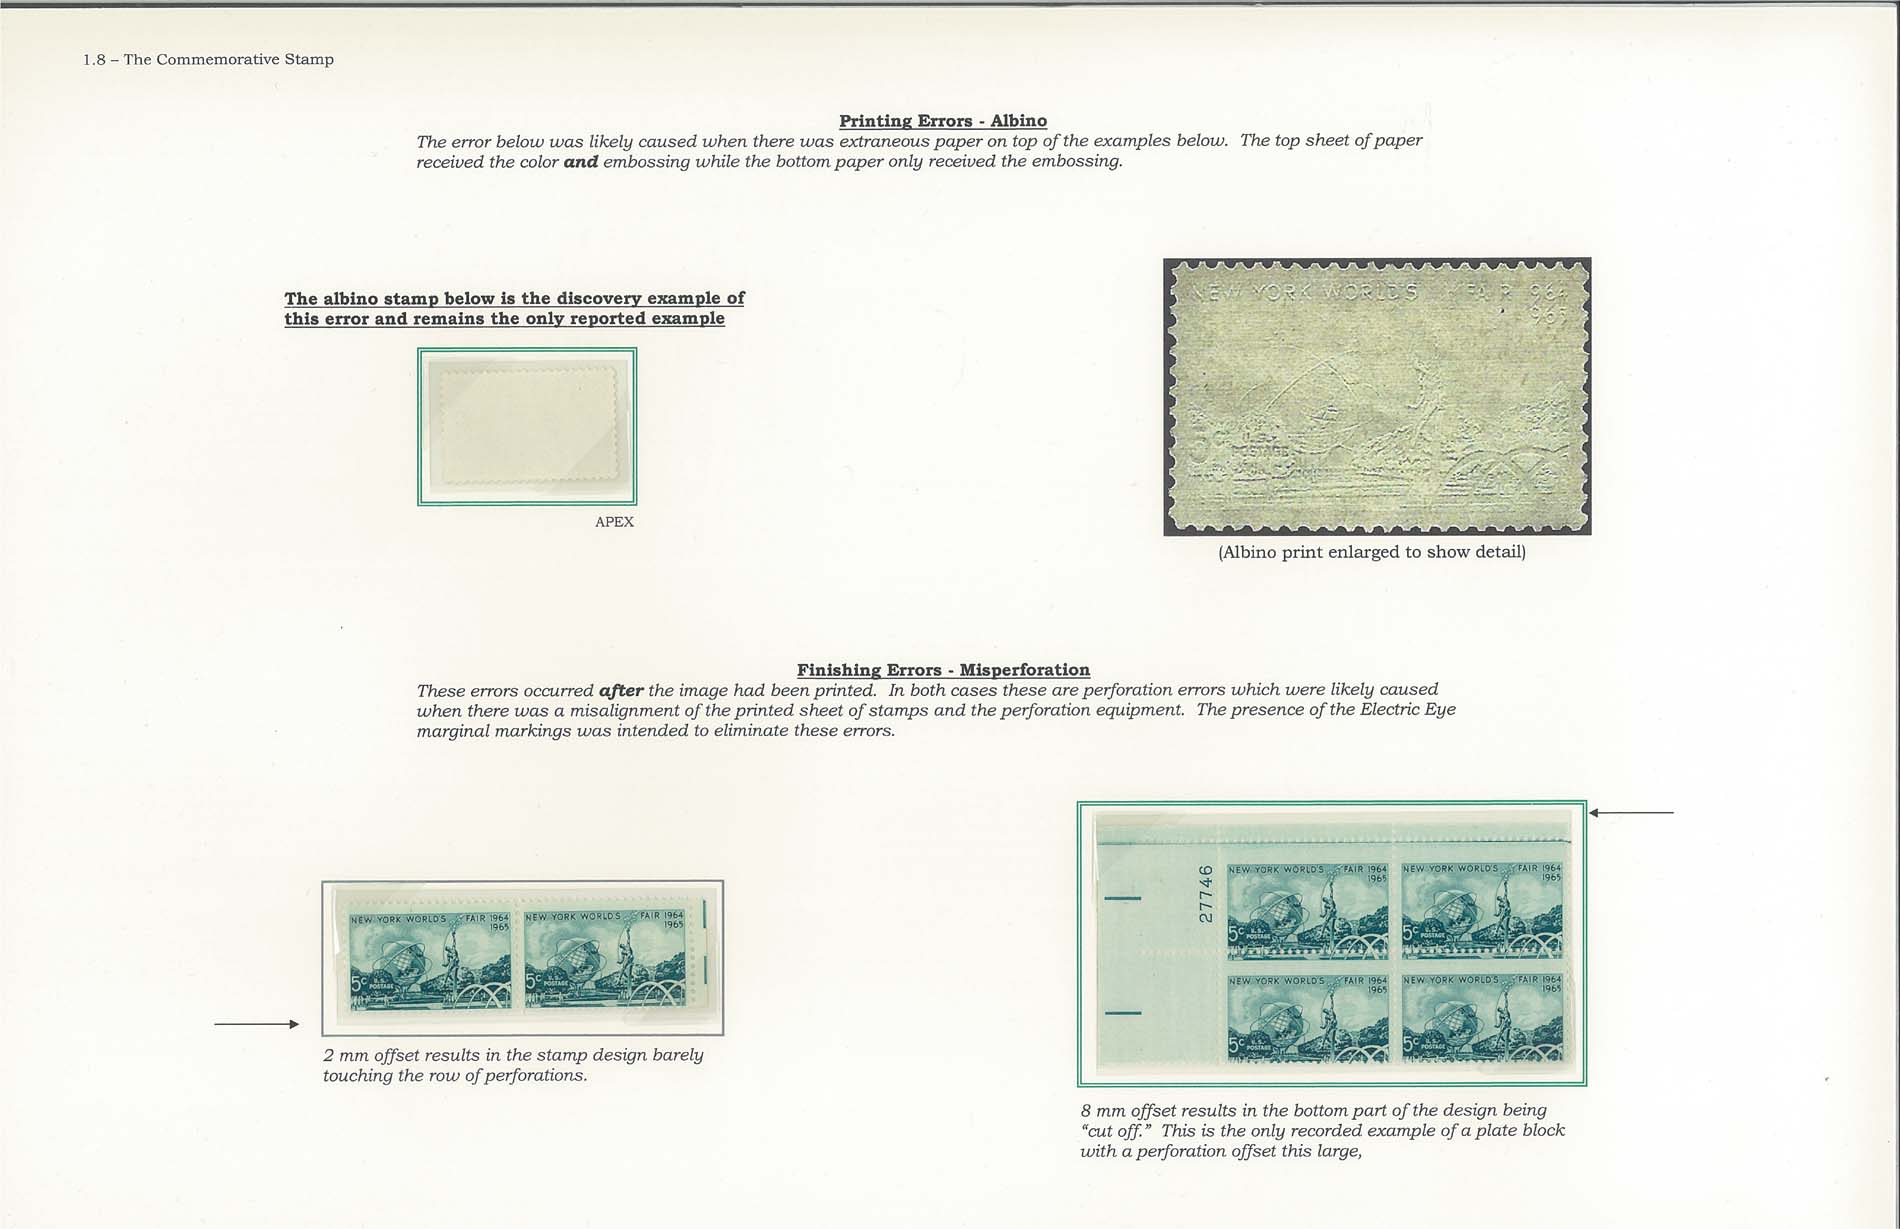 1.8 – The Commemorative Stamp
Printing Errors - Albino
The error below was likely caused when there was extraneous paper on top of the examples below. The top sheet of paper
received the color and embossing while the bottom paper only received the embossing.
The albino stamp below is the discovery example of
this error and remains the only reported example
APEX
NEW YORK WORLD'S FAIR 1964
1965
5c
U.S.
POSTAGE
(Albino print enlarged to show detail)
Finishing Errors - Misperforation
These errors occurred after the image had been printed. In both cases these are perforation errors which were likely caused
when there was a misalignment of the printed sheet of stamps and the perforation equipment. The presence of the Electric Eye
marginal markings was intended to eliminate these errors.
NEW YORK WORLD'S FAIR 1964
1965
5c
U.S.
POSTAGE
NEW YORK WORLD'S FAIR 1964
1965
5c
U.S.
POSTAGE
2 mm offset results in the stamp design barely
touching the row of perforations.
27746
NEW YORK WORLD'S FAIR 1964
1965
5c
U.S.
POSTAGE
NEW YORK WORLD'S FAIR 1964
1965
5c
U.S.
POSTAGE
NEW YORK WORLD'S FAIR 1964
1965
5c
U.S.
POSTAGE
NEW YORK WORLD'S FAIR 1964
1965
5c
U.S.
POSTAGE
8 mm offset results in the bottom part of the design being
“cut off.” This is the only recorded example of a plate block
with a perforation offset this large,